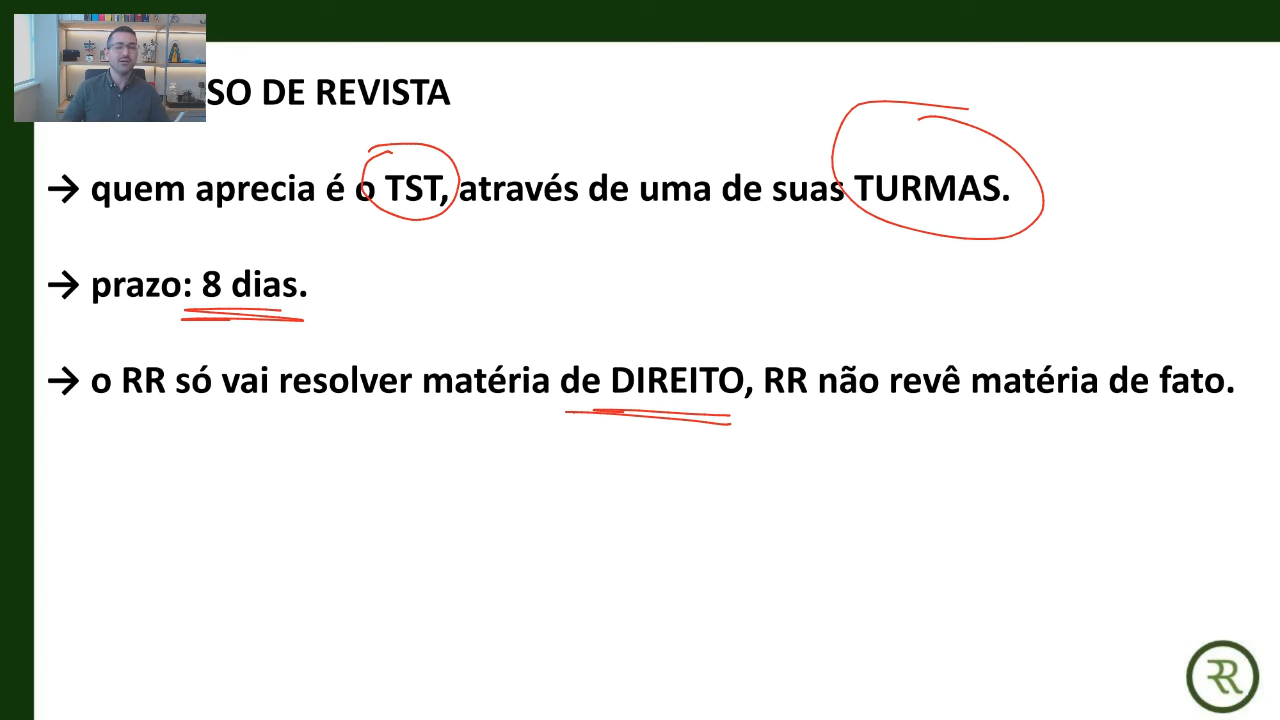 SO DE REVISTA
→ quem aprecia é o TST, através de uma de suas TURMAS.
→ prazo: 8 dias.
→ o RR só vai resolver matéria de DIREITO, RR não revê matéria de fato.
RR